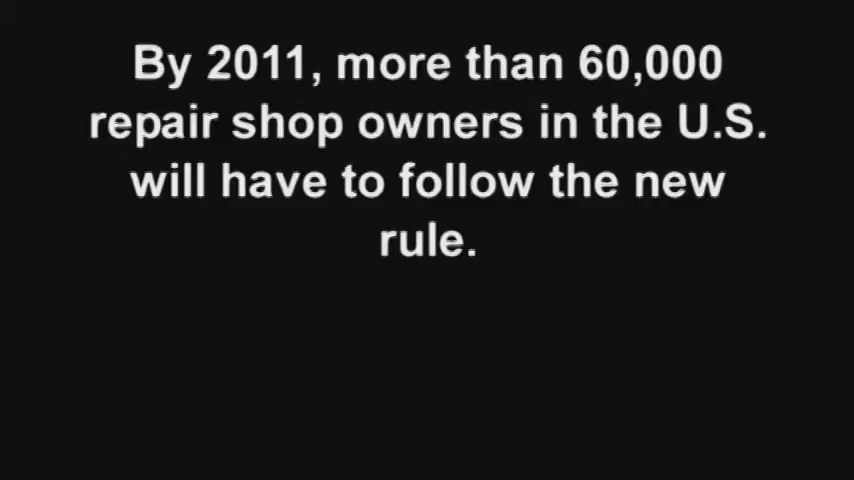 By 2011, more than 60,000
repair shop owners in the U.S.
will have to follow the new
rule.